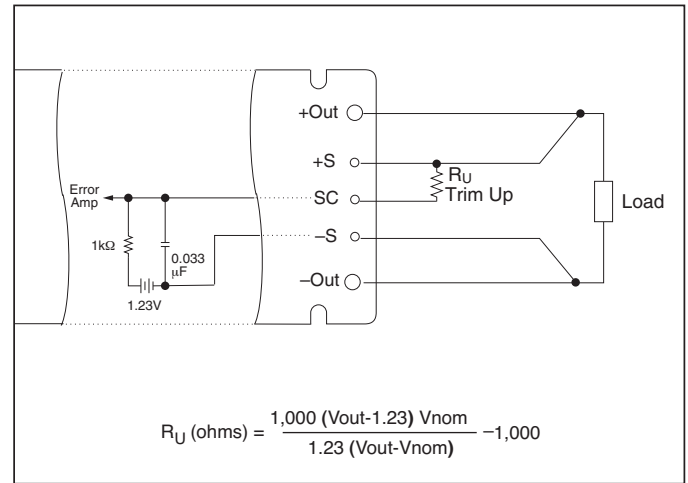 +Out
+S
RU
Trim Up
Error
Amp
SC
Load
1kΩ
–S
0.033
µF
–Out
1.23V
RU (ohms) = 1,000 (Vout-1.23) Vnom / 1.23 (Vout-Vnom) –1,000